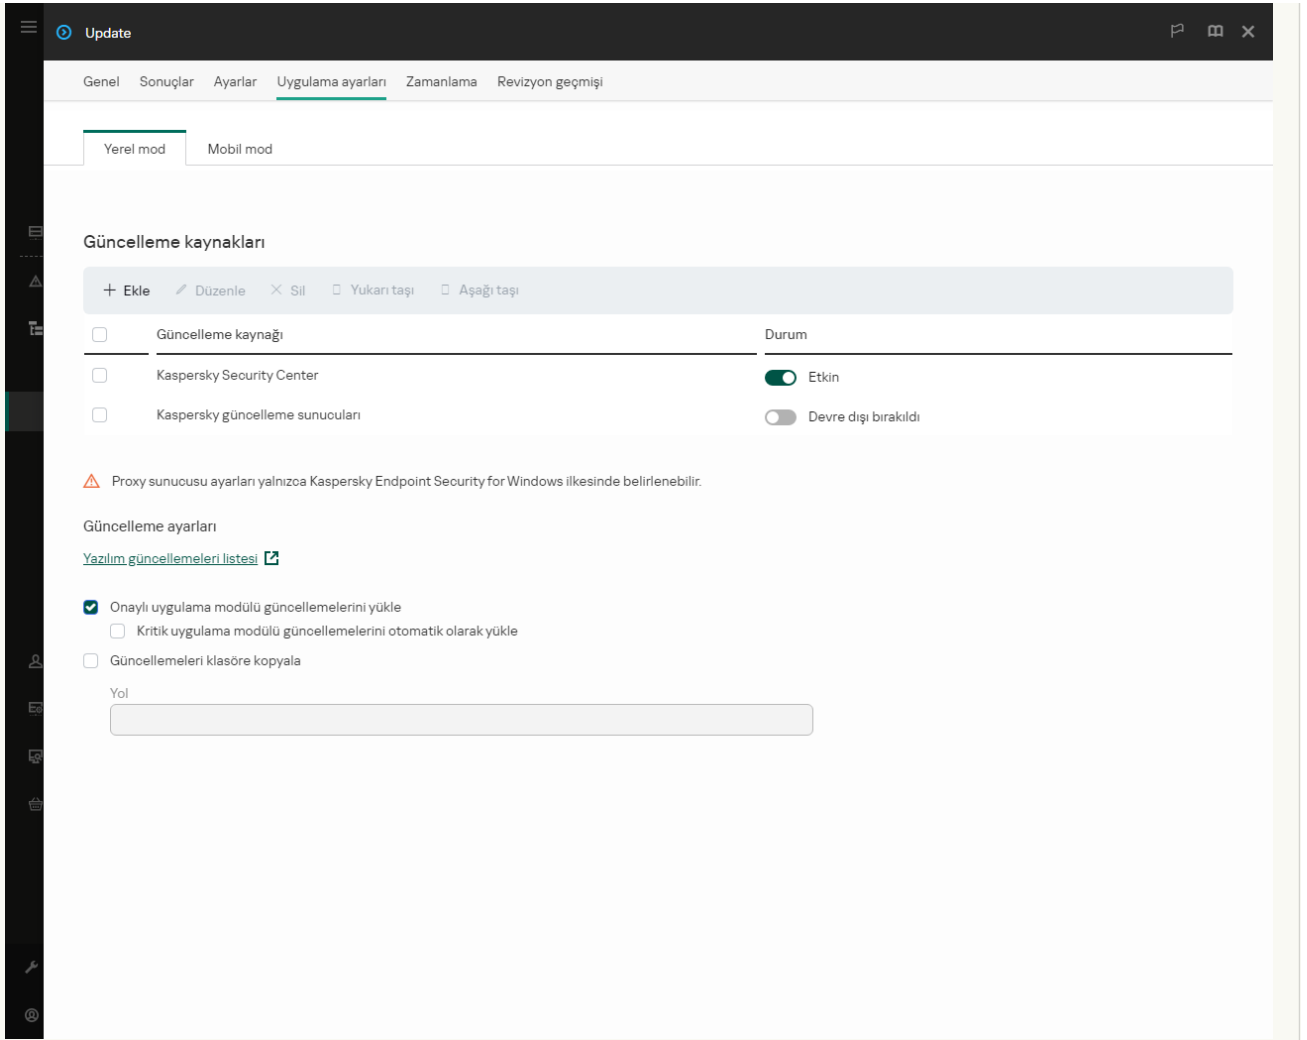 Update
Genel Sonuçlar Ayarlar Uygulama ayarları Zamanlama Revizyon geçmişi
Yerel mod Mobil mod
Güncelleme kaynakları
Ekle Düzenle Sil Yukarı taşı Aşağı taşı
Güncelleme kaynağı Durum
Kaspersky Security Center Etkin
Kaspersky güncelleme sunucuları Devre dışı bırakıldı
Proxy sunucusu ayarları yalnızca Kaspersky Endpoint Security for Windows ilkesinde belirlenebilir.
Güncelleme ayarları
Yazılım güncellemeleri listesi
Onaylı uygulama modülü güncellemelerini yükle
Kritik uygulama modülü güncellemelerini otomatik olarak yükle
Güncellemeleri klasöre kopyala
Yol